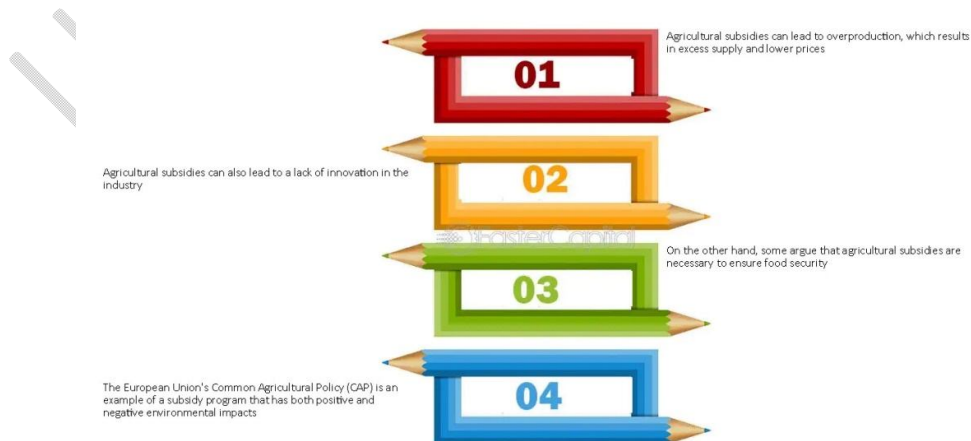 Agricultural subsidies can lead to overproduction, which results
in excess supply and lower prices
01
Agricultural subsidies can also lead to a lack of innovation in the
industry
02
FasterCapital
On the other hand, some argue that agricultural subsidies are
necessary to ensure food security
03
The European Union's Common Agricultural Policy (CAP) is an
example of a subsidy program that has both positive and
negative environmental impacts
04